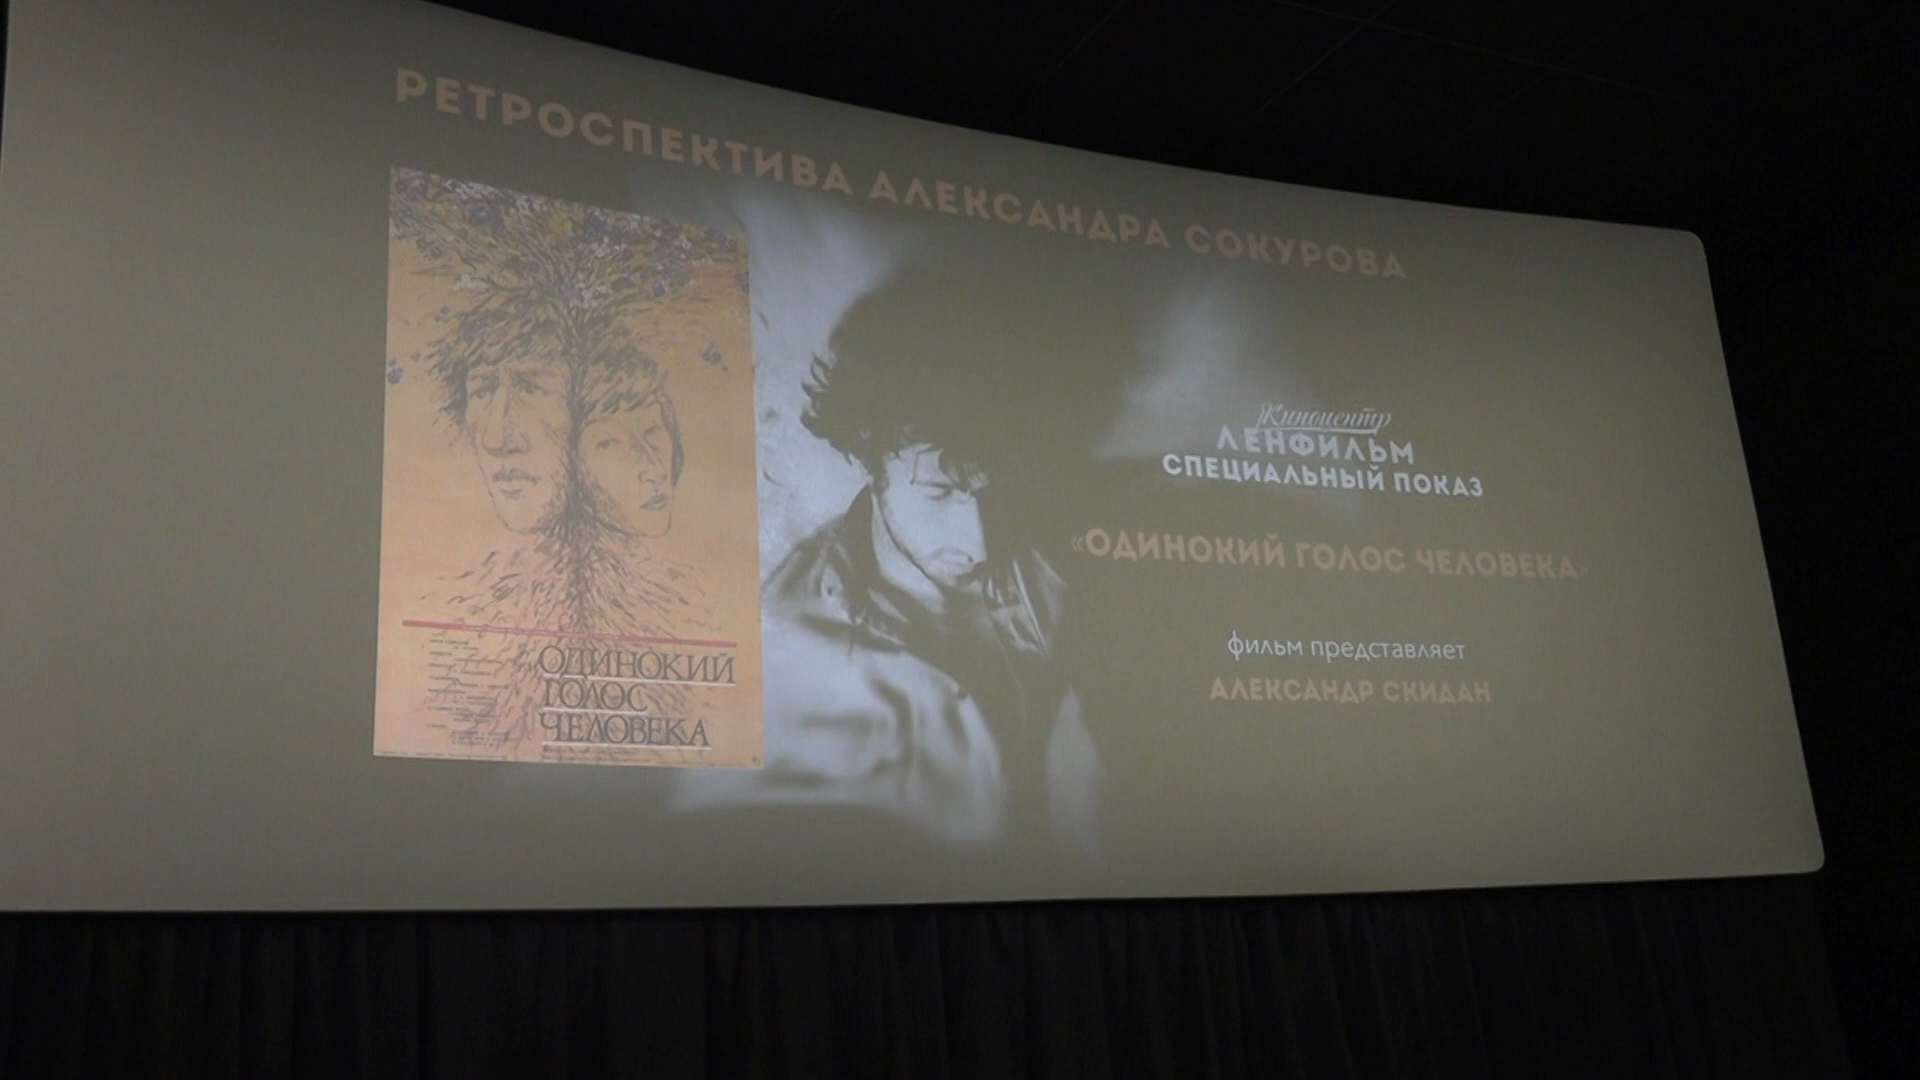 РЕТРОСПЕКТИВА АЛЕКСАНДРА СОКУРОВА
Киноцентр
ЛЕНФИЛЬМ
СПЕЦИАЛЬНЫЙ ПОКАЗ
«ОДИНОКИЙ ГОЛОС ЧЕЛОВЕКА»
фильм представляет
АЛЕКСАНДР СКИДАН
ОДИНОКИЙ
ГОЛОС
ЧЕЛОВЕКА